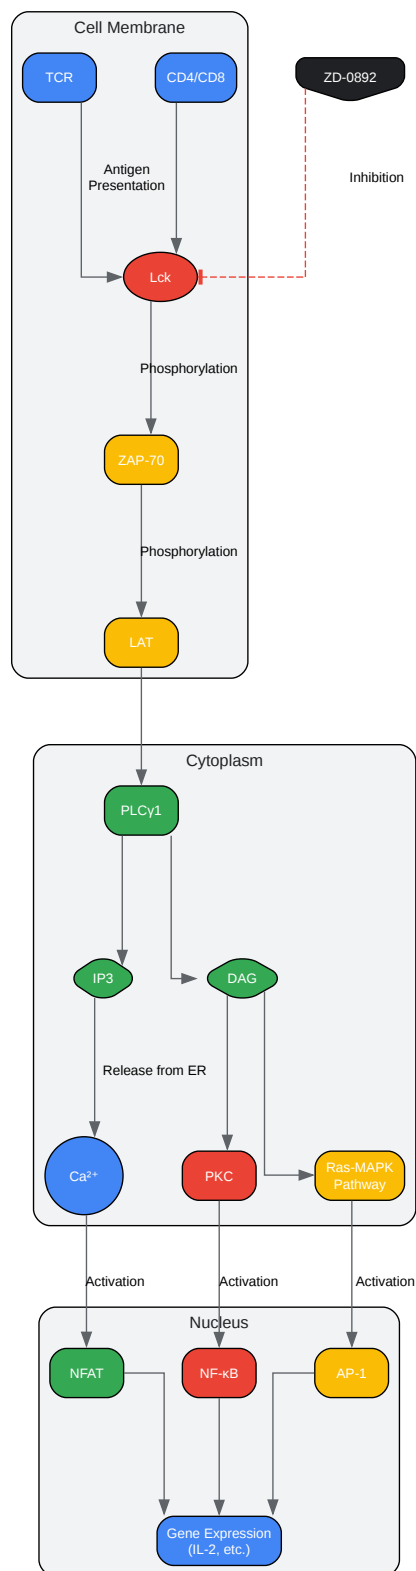 Cell Membrane
TCR
CD4/CD8
ZD-0892
Antigen
Presentation
Inhibition
Lck
Phosphorylation
ZAP-70
Phosphorylation
LAT
Cytoplasm
PLCγ1
IP3
DAG
Release from ER
Ca²⁺
PKC
Ras-MAPK
Pathway
Activation
Activation
Activation
Nucleus
NFAT
NF-κB
AP-1
Gene Expression
(IL-2, etc.)